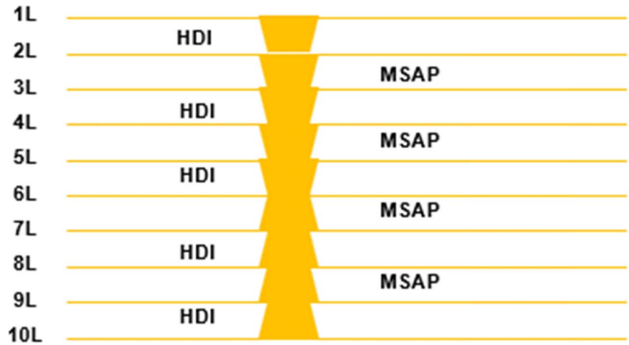 1L
HDI
2L
MSAP
3L
HDI
4L
MSAP
5L
HDI
6L
MSAP
7L
HDI
8L
MSAP
9L
HDI
10L